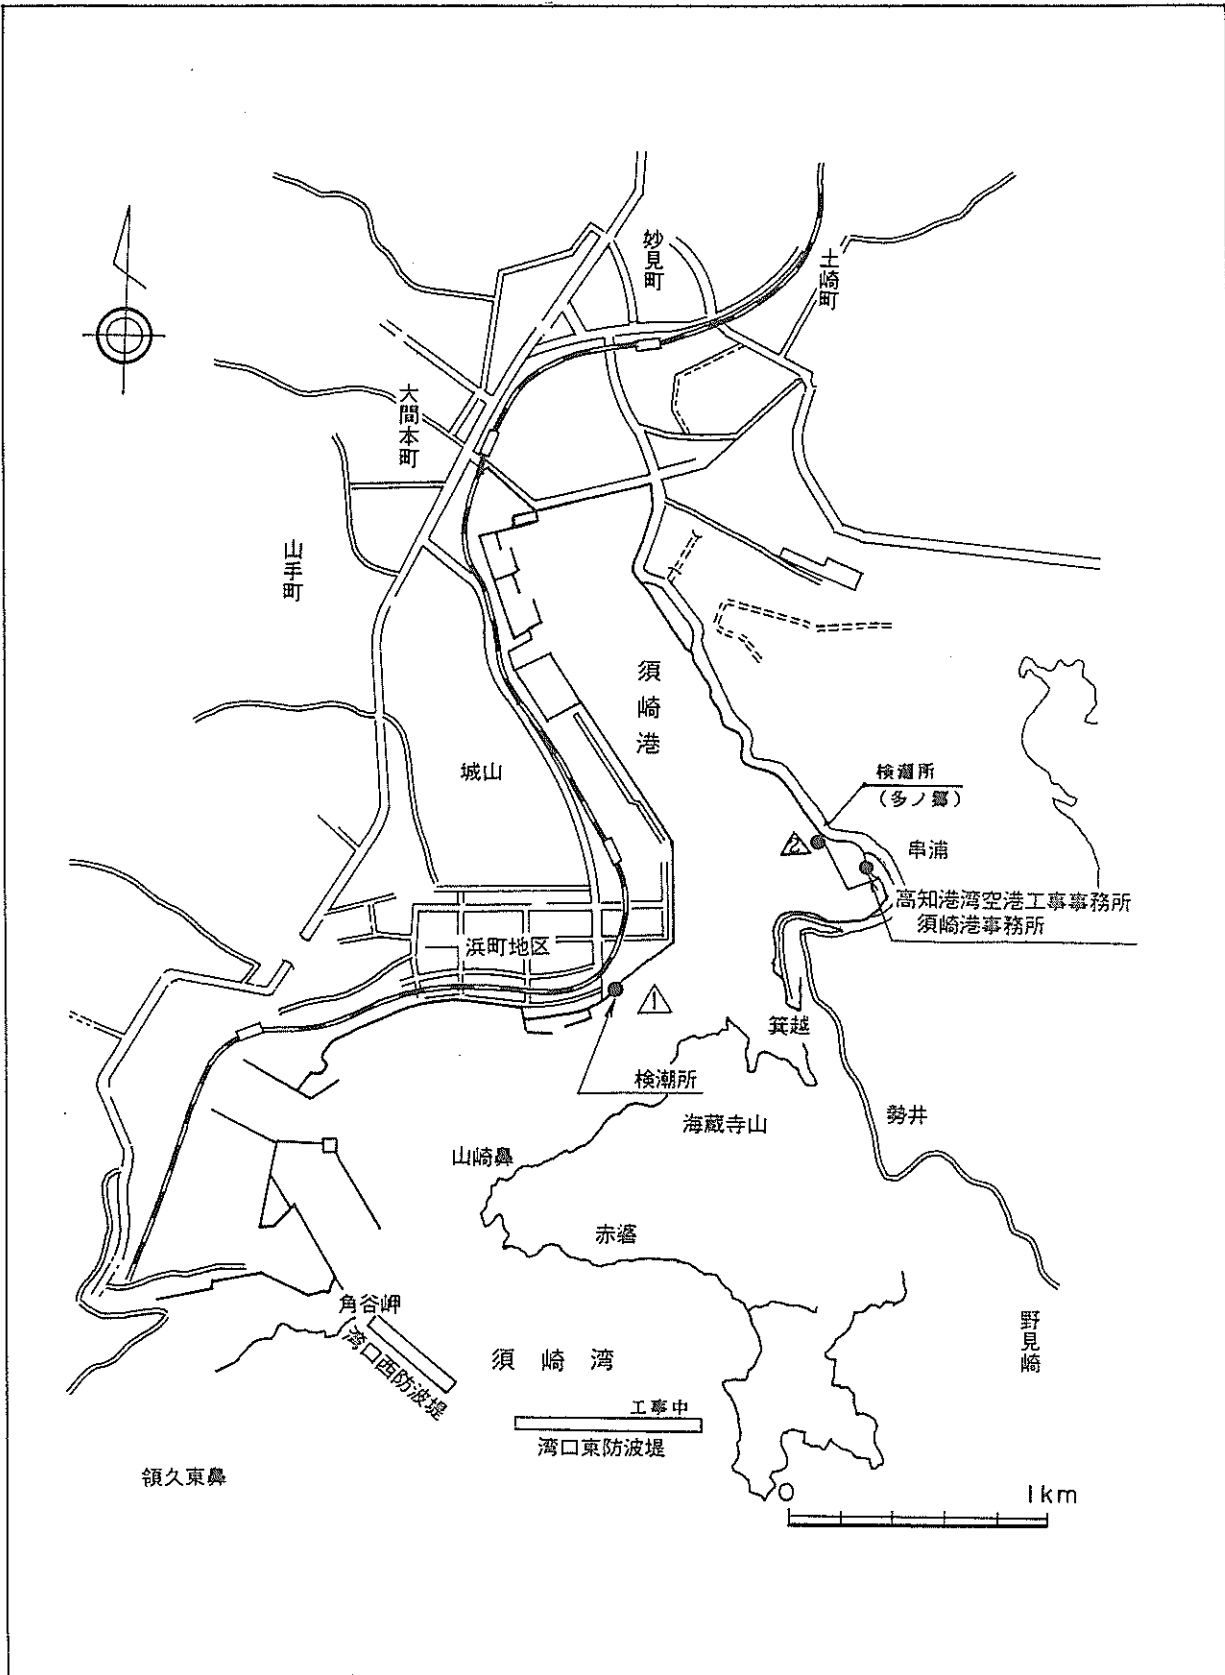 妙見町
土崎町
大間本町
山手町
須崎港
城山
検潮所
(多ノ郷)
2
串浦
高知港湾空港工事事務所
須崎港事務所
浜町地区
1
箕越
検潮所
海蔵寺山
勢井
山崎鼻
赤碆
角谷岬
湾口西防波堤
須崎湾
野見崎
工事中
湾口東防波堤
領久東鼻
0 1km